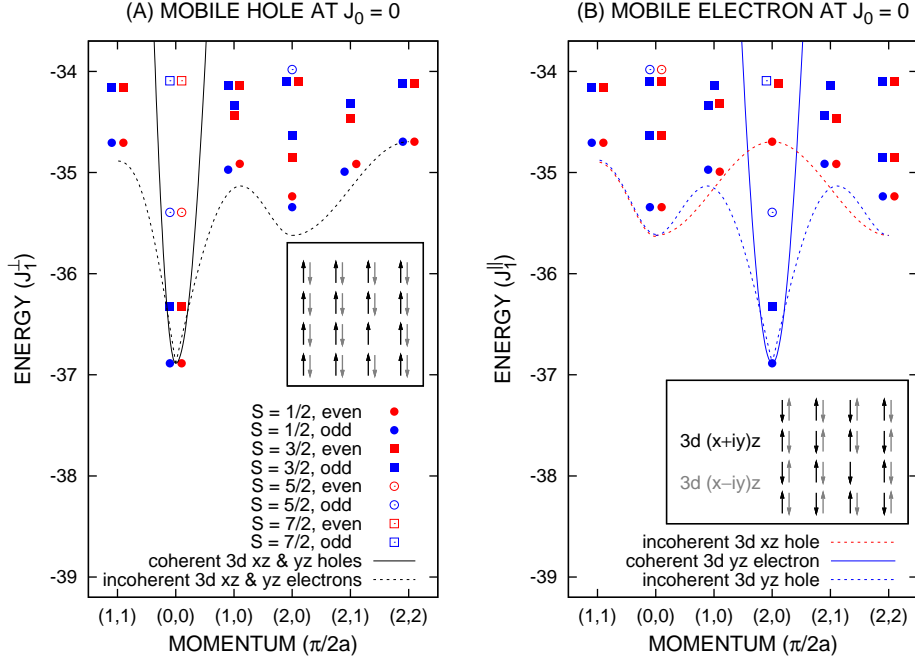 (A) MOBILE HOLE AT J0 = 0
ENERGY (J1⊥)
-34
-35
-36
-37
-38
-39
S = 1/2, even
S = 1/2, odd
S = 3/2, even
S = 3/2, odd
S = 5/2, even
S = 5/2, odd
S = 7/2, even
S = 7/2, odd
coherent 3d xz & yz holes
incoherent 3d xz & yz electrons
(1,1) (0,0) (1,0) (2,0) (2,1) (2,2)
MOMENTUM (π/2a)
(B) MOBILE ELECTRON AT J0 = 0
ENERGY (J1||)
-34
-35
-36
-37
-38
-39
3d (x+iy)z
3d (x−iy)z
incoherent 3d xz hole
coherent 3d yz electron
incoherent 3d yz hole
(1,1) (0,0) (1,0) (2,0) (2,1) (2,2)
MOMENTUM (π/2a)